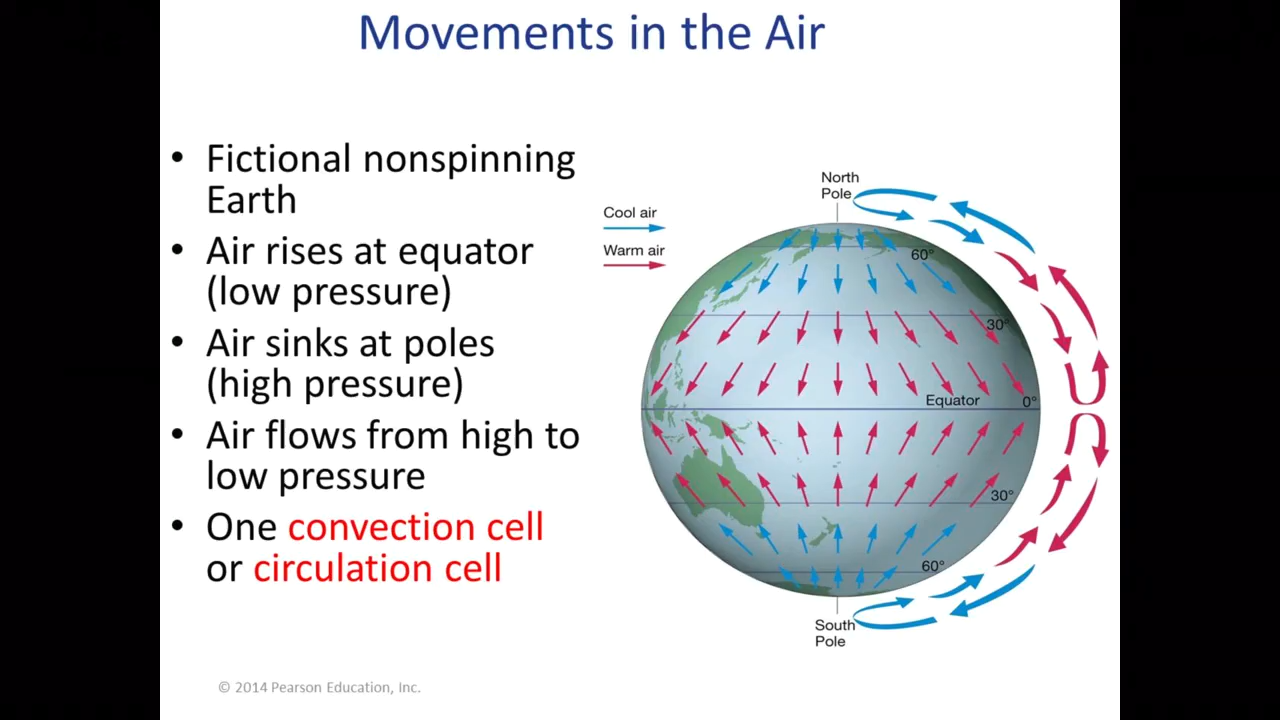 Movements in the Air
• Fictional nonspinning
Earth
• Air rises at equator
(low pressure)
• Air sinks at poles
(high pressure)
• Air flows from high to
low pressure
• One convection cell
or circulation cell
Cool air
Warm air
North
Pole
60°
30°
Equator
0°
30°
60°
South
Pole
© 2014 Pearson Education, Inc.